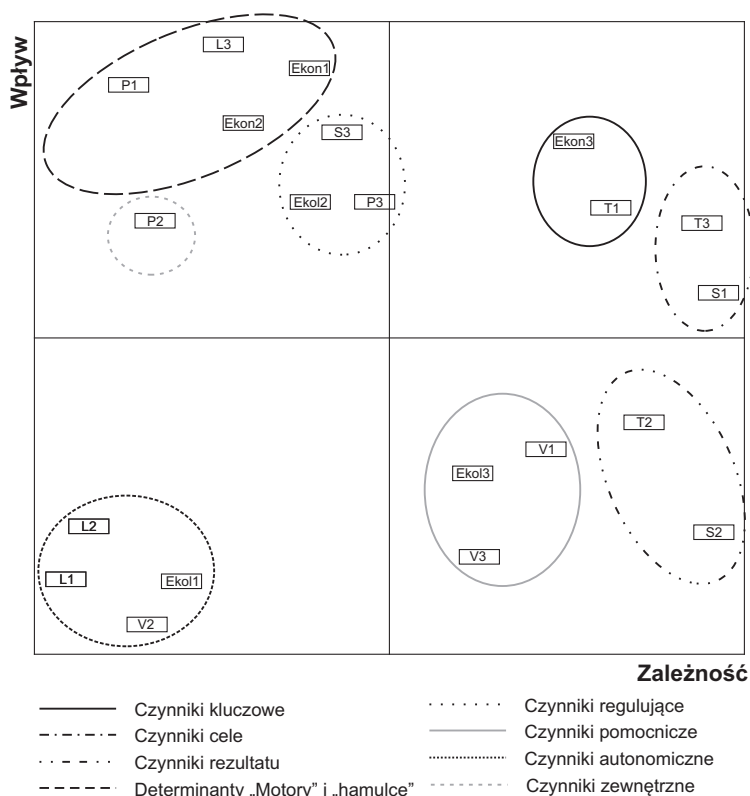 Wpływ
L3
Ekon1
P1
Ekon2
S3
Ekon3
Ekol2
P3
T1
P2
T3
S1
T2
V1
Ekol3
L2
S2
V3
L1
Ekol1
V2
Zależność
Czynniki kluczowe
Czynniki cele
Czynniki rezultatu
Determinanty „Motory” i „hamulce”
Czynniki regulujące
Czynniki pomocnicze
Czynniki autonomiczne
Czynniki zewnętrzne